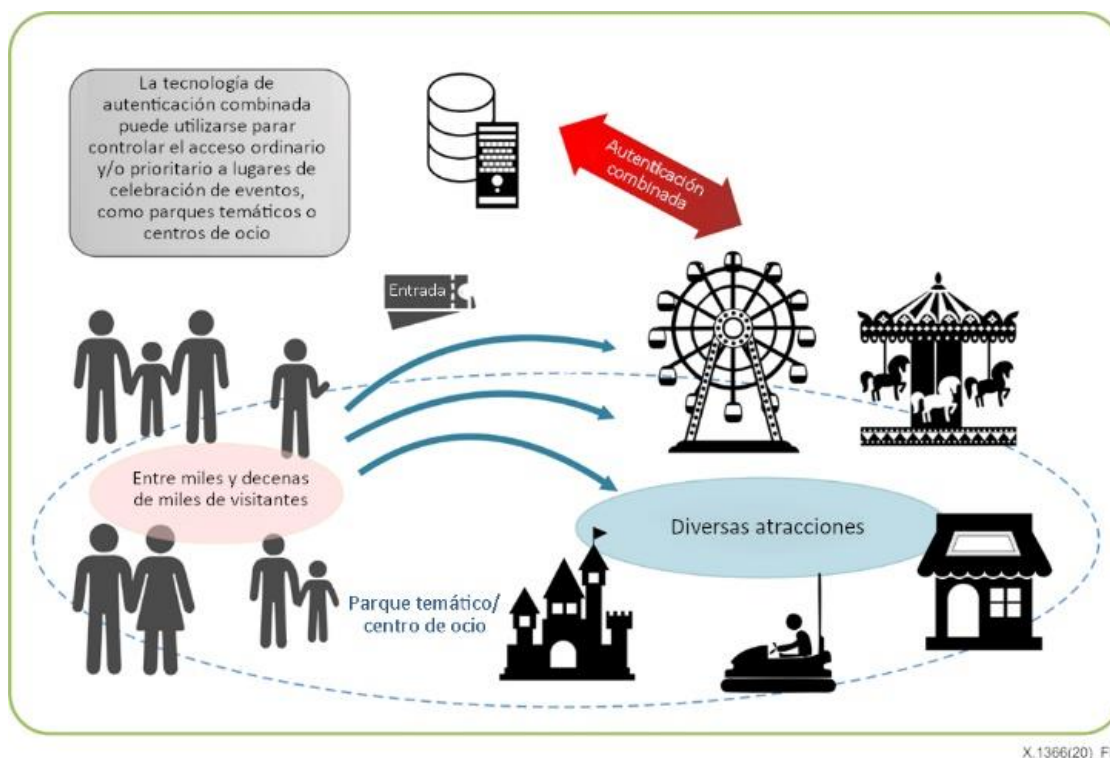 La tecnología de
autenticación combinada
puede utilizarse parar
controlar el acceso ordinario
y/o prioritario a lugares de
celebración de eventos,
como parques temáticos o
centros de ocio
Autenticación
combinada
Entrada
Entre miles y decenas
de miles de visitantes
Diversas atracciones
Parque temático/
centro de ocio
X.1366(20)